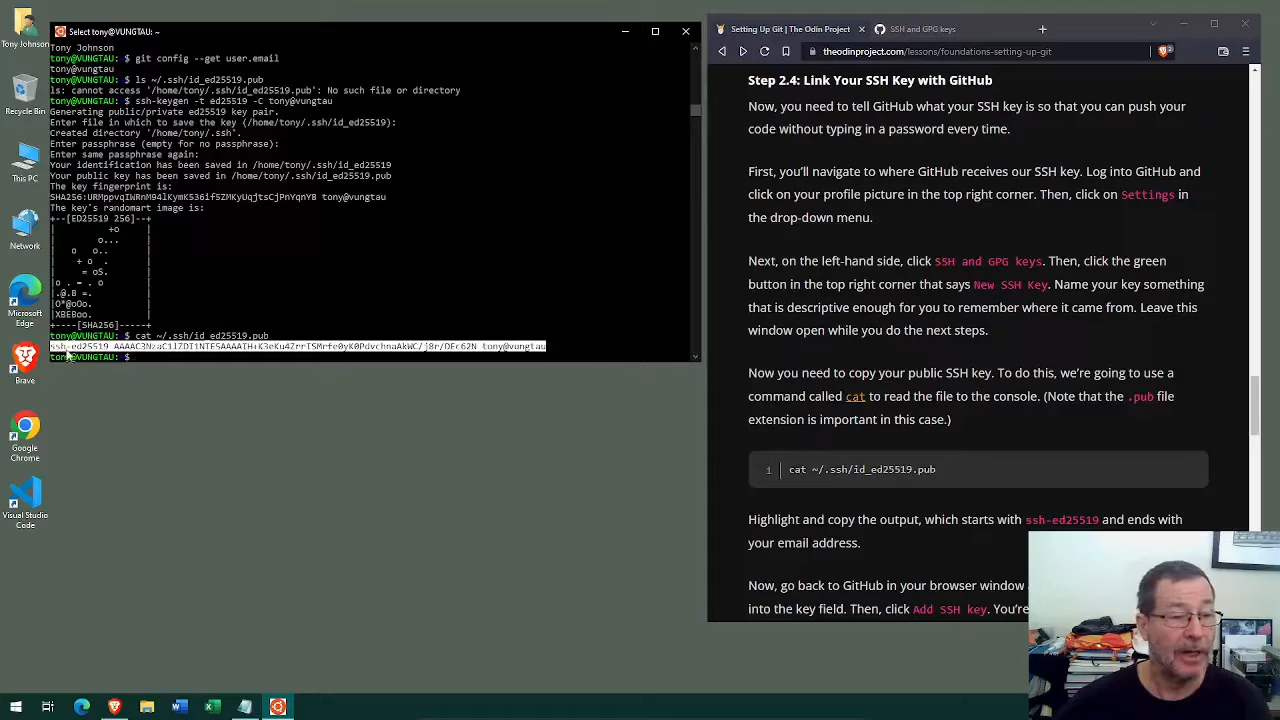 Tony Johnson
Recycle Bin
This PC
Network
Microsoft
Edge
Brave
Google
Chrome
Visual Studio
Code
Select tony@VUNGTAU: ~
Tony Johnson
tony@VUNGTAU: $ git config --get user.email
tony@vungtau
tony@VUNGTAU: $ ls ~/.ssh/id_ed25519.pub
ls: cannot access '/home/tony/.ssh/id_ed25519.pub': No such file or directory
tony@VUNGTAU: $ ssh-keygen -t ed25519 -C tony@vungtau
Generating public/private ed25519 key pair.
Enter file in which to save the key (/home/tony/.ssh/id_ed25519):
Created directory '/home/tony/.ssh'.
Enter passphrase (empty for no passphrase):
Enter same passphrase again:
Your identification has been saved in /home/tony/.ssh/id_ed25519
Your public key has been saved in /home/tony/.ssh/id_ed25519.pub
The key fingerprint is:
tony@vungtau
The key's randomart image is:
+--[ED25519 256]--+
| +o |
| o... |
| o o.. |
| + o . |
| = oS. |
|o . = . o |
|.@.B =. |
|O*@oOo. |
|XBEBoo. |
+----[SHA256]-----+
tony@VUNGTAU: $ cat ~/.ssh/id_ed25519.pub
ssh-ed25519 tony@vungtau
tony@VUNGTAU: $
Setting Up Git | The Odin Project
SSH and GPG keys
theodinproject.com/lessons/foundations-setting-up-git
Step 2.4: Link Your SSH Key with GitHub
Now, you need to tell GitHub what your SSH key is so that you can push your
code without typing in a password every time.
First, you’ll navigate to where GitHub receives our SSH key. Log into GitHub and
click on your profile picture in the top right corner. Then, click on Settings in
the drop-down menu.
Next, on the left-hand side, click SSH and GPG keys. Then, click the green
button in the top right corner that says New SSH Key. Name your key something
that is descriptive enough for you to remember where it came from. Leave this
window open while you do the next steps.
Now you need to copy your public SSH key. To do this, we’re going to use a
command called cat to read the file to the console. (Note that the .pub file
extension is important in this case.)
1 cat ~/.ssh/id_ed25519.pub
Highlight and copy the output, which starts with ssh-ed25519 and ends with
your email address.
Now, go back to GitHub in your browser window
into the key field. Then, click Add SSH key. You’re